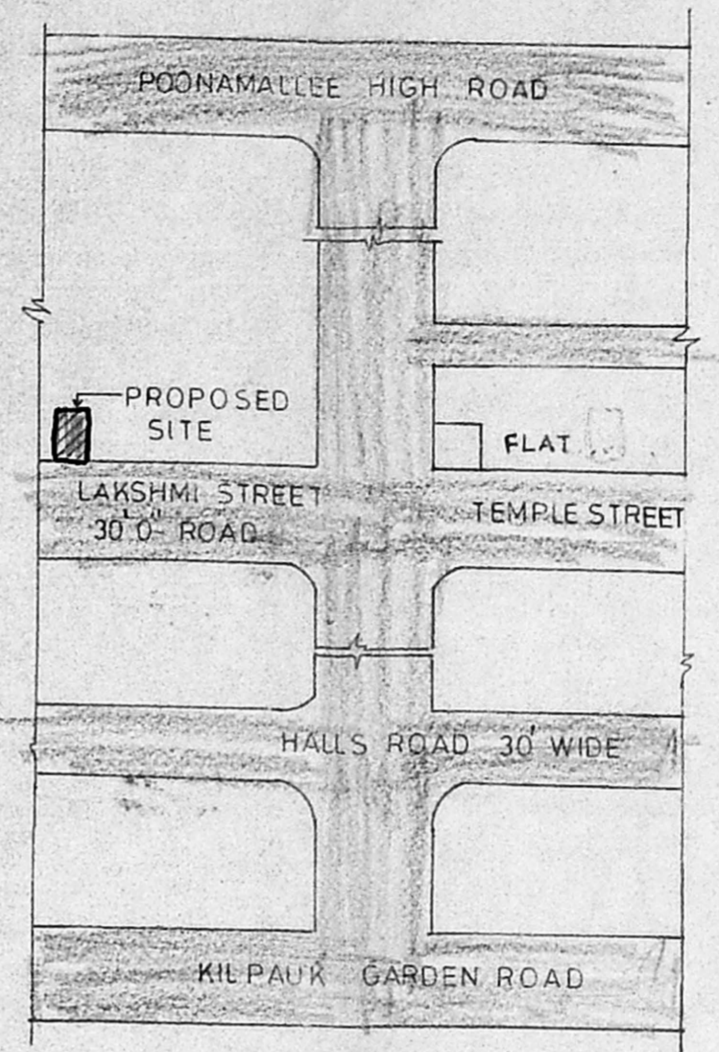 POONAMALLEE HIGH ROAD
PROPOSED
SITE
FLAT
LAKSHMI STREET
30'0" ROAD
TEMPLE STREET
HALLS ROAD 30' WIDE
KILPAUK GARDEN ROAD